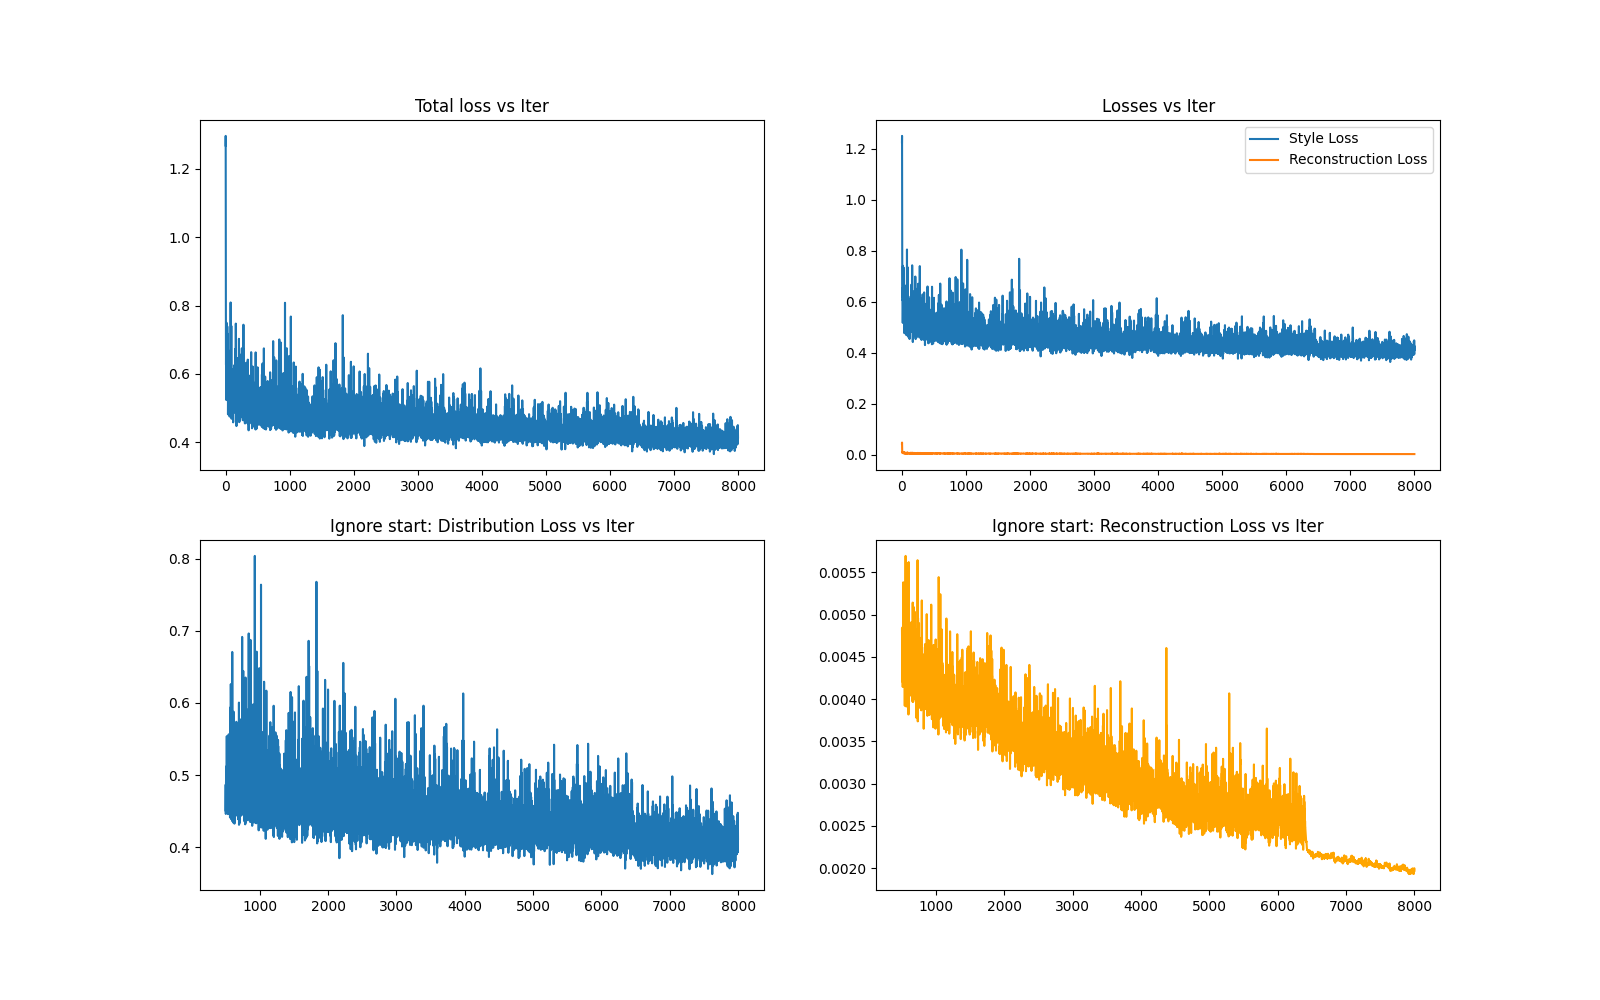 Total loss vs Iter
1.2
1.0
0.8
0.6
0.4
0 1000 2000 3000 4000 5000 6000 7000 8000
Losses vs Iter
Style Loss
Reconstruction Loss
1.2
1.0
0.8
0.6
0.4
0.2
0.0
0 1000 2000 3000 4000 5000 6000 7000 8000
Ignore start: Distribution Loss vs Iter
0.8
0.7
0.6
0.5
0.4
1000 2000 3000 4000 5000 6000 7000 8000
Ignore start: Reconstruction Loss vs Iter
0.0055
0.0050
0.0045
0.0040
0.0035
0.0030
0.0025
0.0020
1000 2000 3000 4000 5000 6000 7000 8000